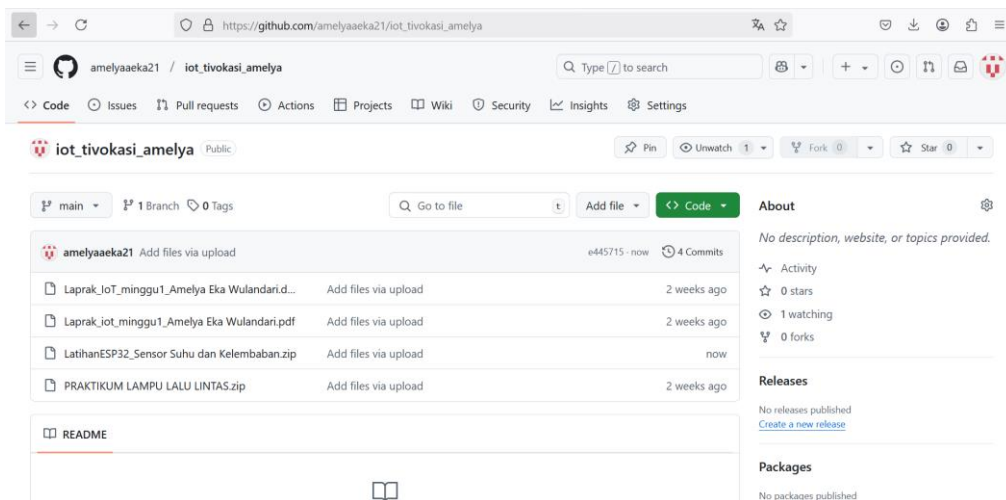 https://github.com/amelyaaeka21/iot_tivokasi_amelya
amelyaaeka21 / iot_tivokasi_amelya
Type / to search
Code Issues Pull requests Actions Projects Wiki Security Insights Settings
iot_tivokasi_amelya Public
Pin Unwatch 1 Fork 0 Star 0
main 1 Branch 0 Tags
Go to file t
Add file Code
amelyaaeka21 Add files via upload e445715 · now 4 Commits
Laprak_IoT_minggu1_Amelya Eka Wulandari.d... Add files via upload 2 weeks ago
Laprak_iot_minggu1_Amelya Eka Wulandari.pdf Add files via upload 2 weeks ago
LatihanESP32_Sensor Suhu dan Kelembaban.zip Add files via upload now
PRAKTIKUM LAMPU LALU LINTAS.zip Add files via upload 2 weeks ago
README
About
No description, website, or topics provided.
Activity
0 stars
1 watching
0 forks
Releases
No releases published
Create a new release
Packages
No packages published